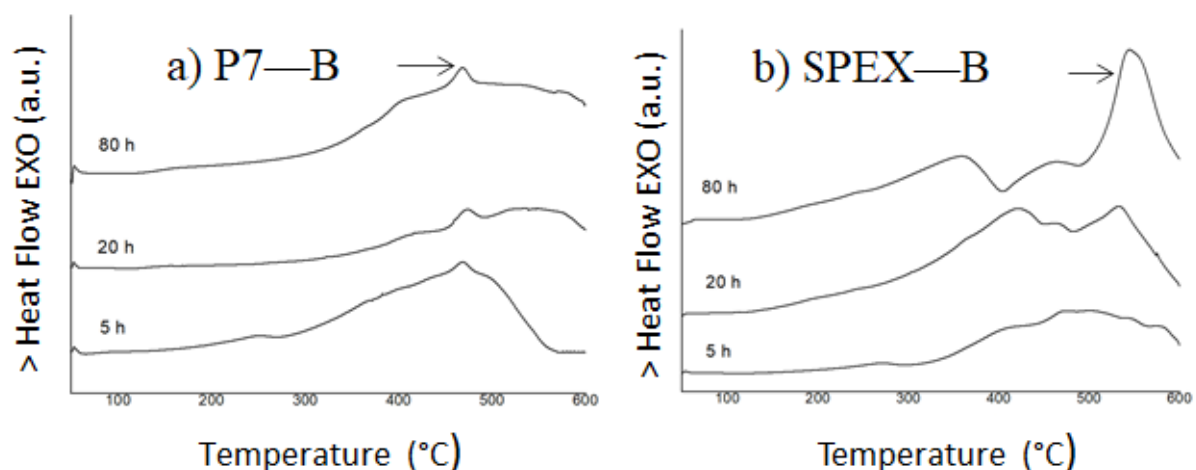 > Heat Flow EXO (a.u.)
a) P7—B
80 h
20 h
5 h
100 200 300 400 500 600
Temperature (°C)
> Heat Flow EXO (a.u.)
b) SPEX—B
80 h
20 h
5 h
100 200 300 400 500 600
Temperature (°C)